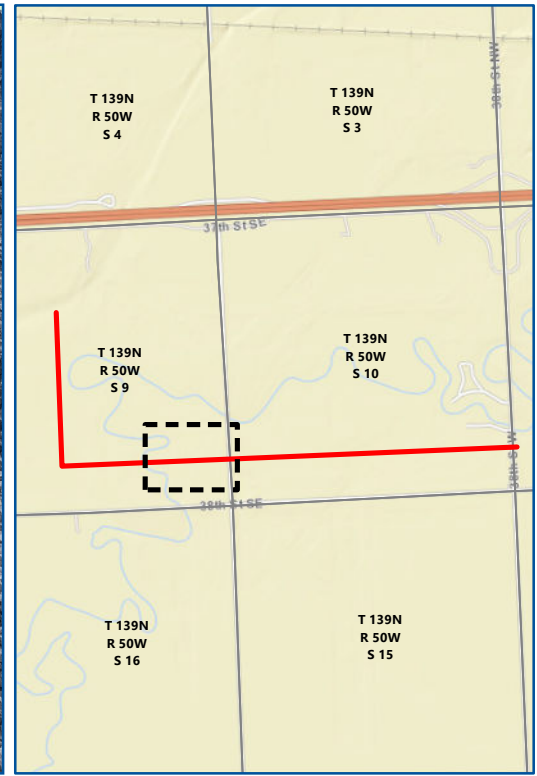 T 139N
R 50W
S 4
T 139N
R 50W
S 3
37th St SE
T 139N
R 50W
S 9
T 139N
R 50W
S 10
38th St SE
T 139N
R 50W
S 16
T 139N
R 50W
S 15